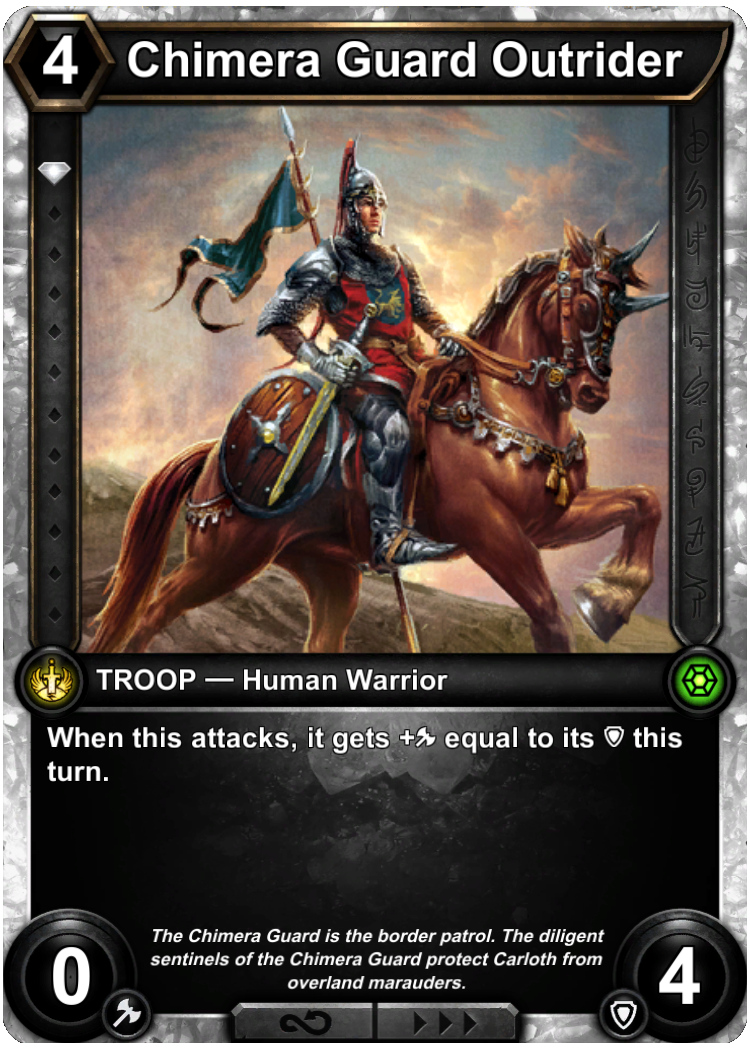 4
Chimera Guard Outrider
TROOP — Human Warrior
When this attacks, it gets + equal to its this
turn.
The Chimera Guard is the border patrol. The diligent
sentinels of the Chimera Guard protect Carloth from
overland marauders.
0
4